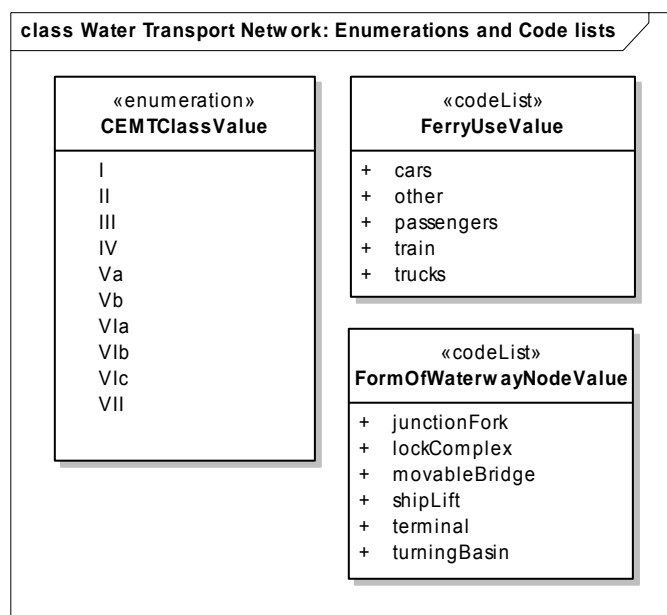 class Water Transport Network: Enumerations and Code lists
«enumeration»
CEMTClassValue
I
II
III
IV
Va
Vb
VIa
VIb
VIc
VII
«codeList»
FerryUseValue
+ cars
+ other
+ passengers
+ train
+ trucks
«codeList»
FormOfWaterwayNodeValue
+ junctionFork
+ lockComplex
+ movableBridge
+ shipLift
+ terminal
+ turningBasin